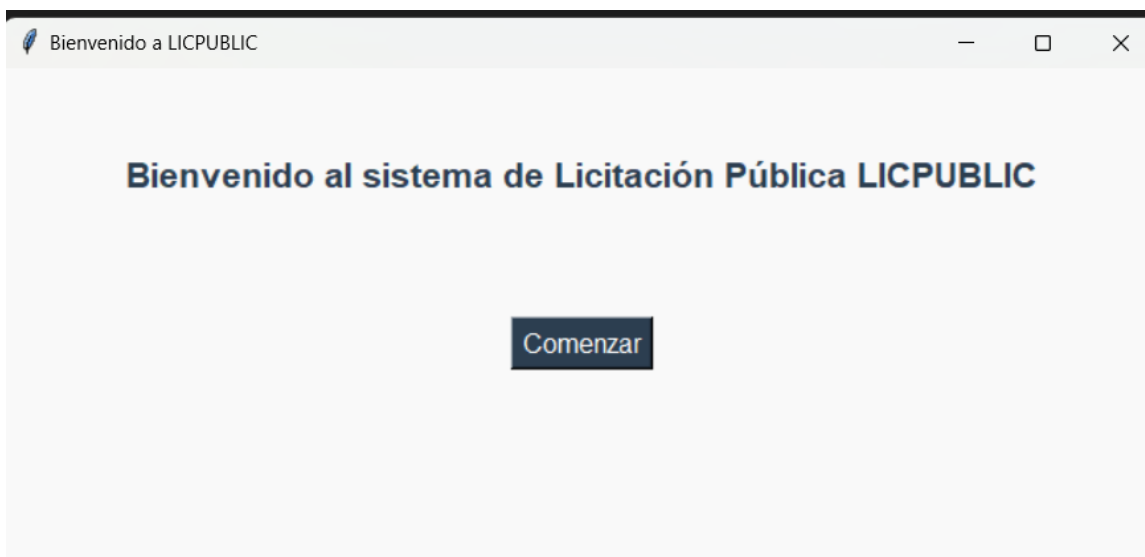 Bienvenido a LICPUBLIC
Bienvenido al sistema de Licitación Pública LICPUBLIC
Comenzar